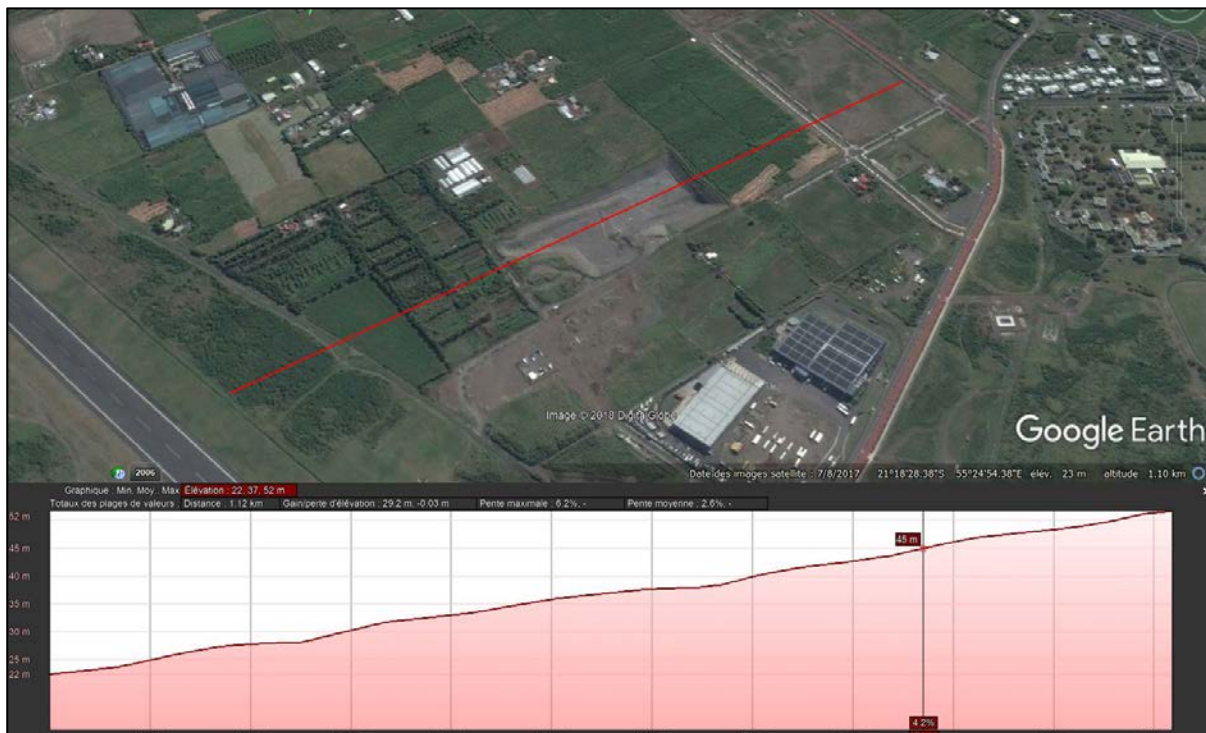 Image © 2018 DigitalGlobe
Google Earth
2006
Date des images satellite : 7/8/2017 21°18'28.38"S 55°24'54.38"E élév. 23 m altitude 1.10 km
Graphique : Min. Moy. Max Élévation : 22, 37, 52 m
Totaux des plages de valeurs : Distance : 1.12 km Gain/perte d'élévation : 29.2 m, -0.03 m Pente maximale : 6.2%, - Pente moyenne : 2.6%, -
52 m
45 m
45 m
40 m
35 m
30 m
25 m
22 m
4.2%